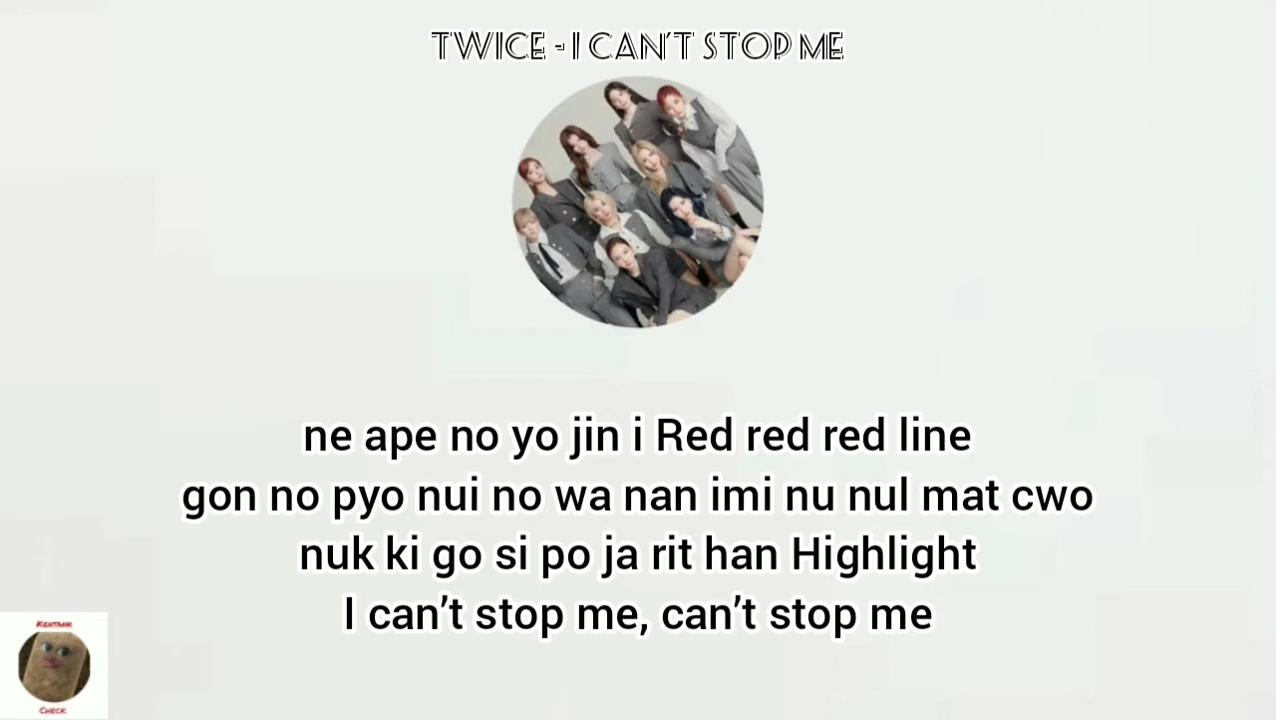 TWICE - I CAN'T STOP ME
ne ape no yo jin i Red red red line
gon no pyo nui no wa nan imi nu nul mat cwo
nuk ki go si po ja rit han Highlight
I can’t stop me, can’t stop me
Kentank
Check